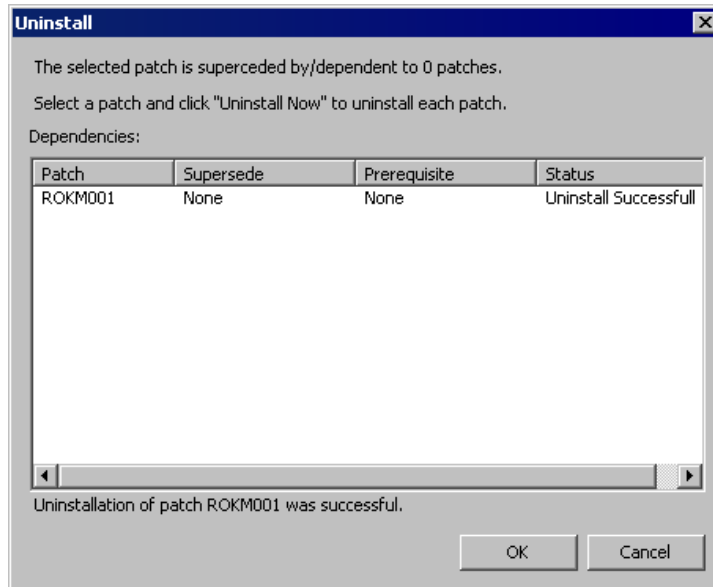 Uninstall
The selected patch is superceded by/dependent to 0 patches.
Select a patch and click "Uninstall Now" to uninstall each patch.
Dependencies:
Patch Supersede Prerequisite Status
ROKM001 None None Uninstall Successfull
Uninstallation of patch ROKM001 was successful.
OK Cancel